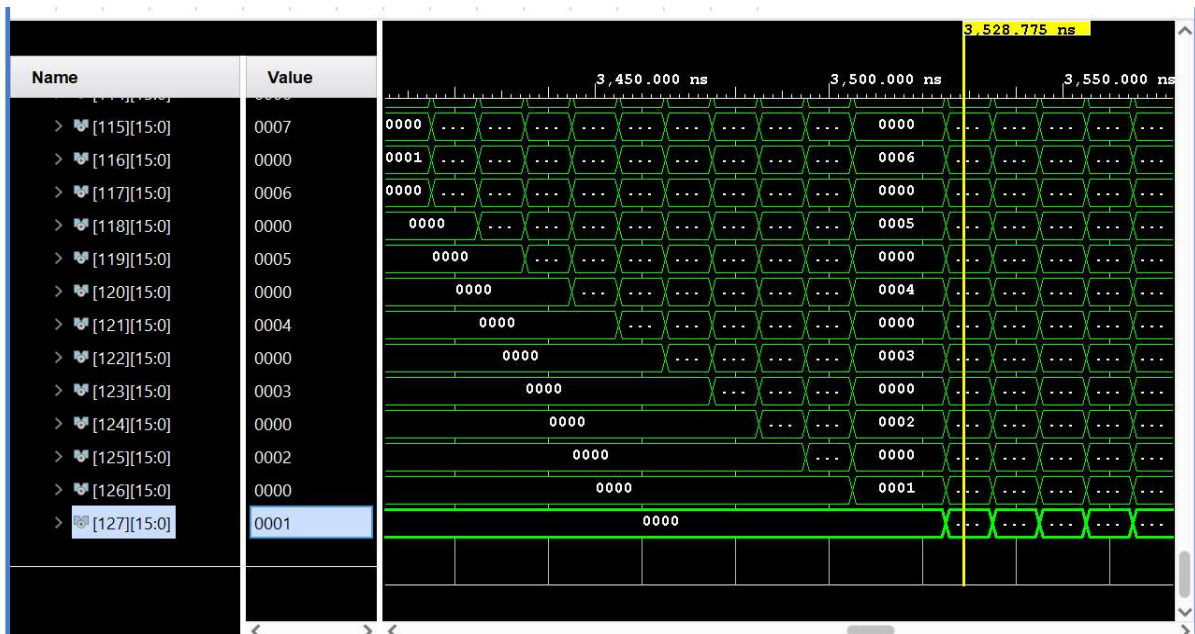 3,528.775 ns
Name Value 3,450.000 ns 3,500.000 ns 3,550.000 ns
[115][15:0] 0007 0000 ... ... ... ... ... ... ... ... ... 0000 ... ... ... ... ...
[116][15:0] 0000 0001 ... ... ... ... ... ... ... ... ... 0006 ... ... ... ... ...
[117][15:0] 0006 0000 ... ... ... ... ... ... ... ... ... 0000 ... ... ... ... ...
[118][15:0] 0000 0000 ... ... ... ... ... ... ... ... 0005 ... ... ... ... ...
[119][15:0] 0005 0000 ... ... ... ... ... ... ... 0000 ... ... ... ... ...
[120][15:0] 0000 0000 ... ... ... ... ... ... 0004 ... ... ... ... ...
[121][15:0] 0004 0000 ... ... ... ... ... 0000 ... ... ... ... ...
[122][15:0] 0000 0000 ... ... ... ... 0003 ... ... ... ... ...
[123][15:0] 0003 0000 ... ... ... 0000 ... ... ... ... ...
[124][15:0] 0000 0000 ... ... 0002 ... ... ... ... ...
[125][15:0] 0002 0000 ... 0000 ... ... ... ... ...
[126][15:0] 0000 0000 0001 ... ... ... ... ...
[127][15:0] 0001 0000 ... ... ... ... ...